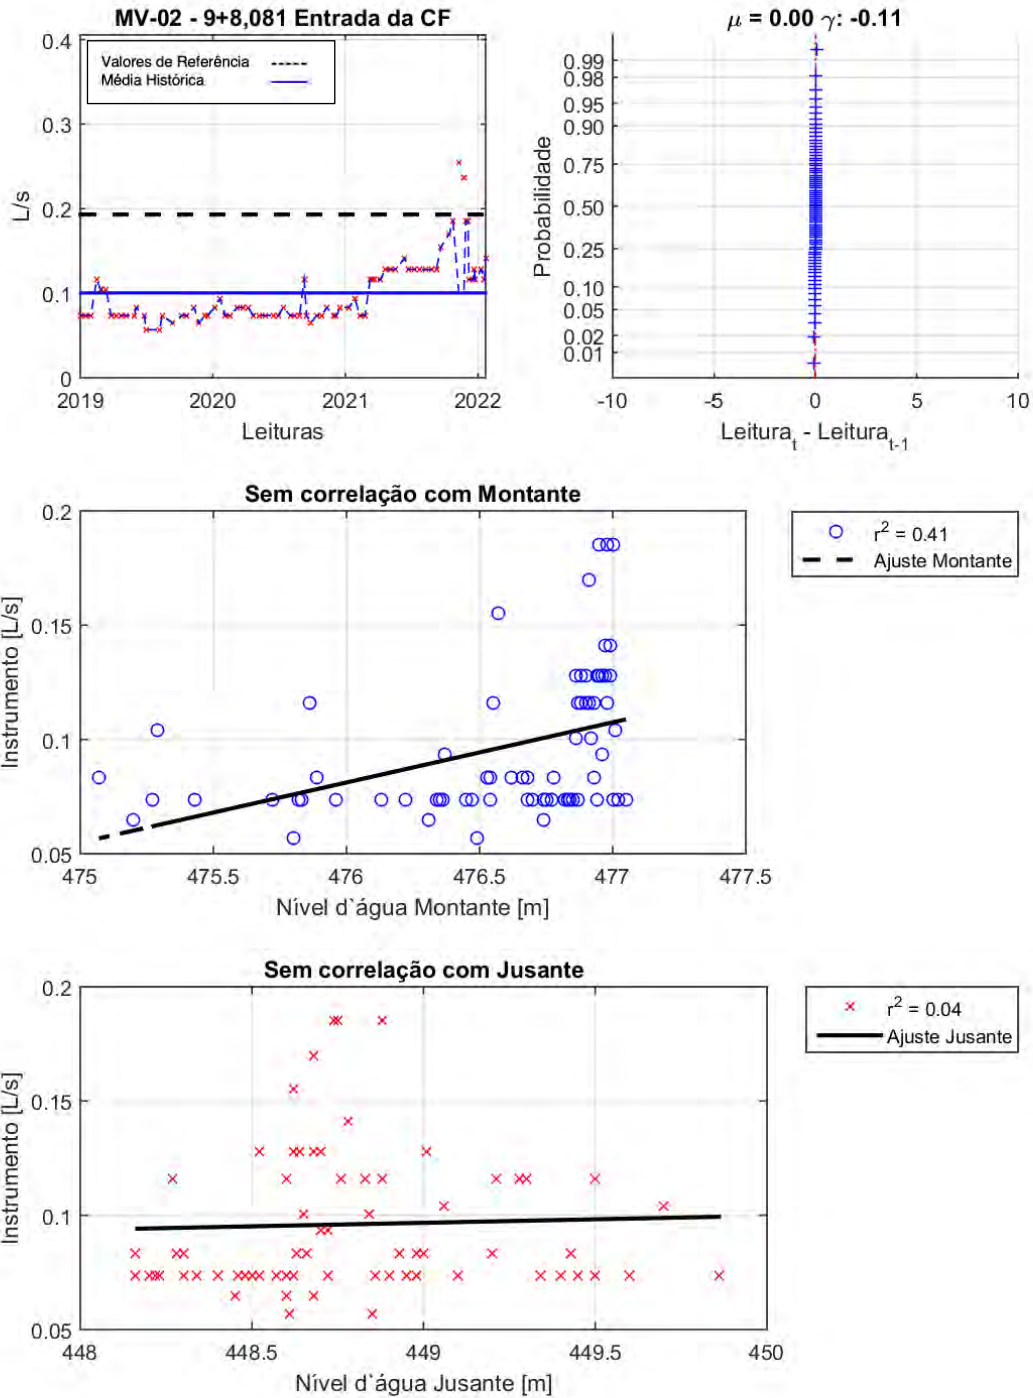 MV-02 - 9+8,081 Entrada da CF
0.4
0.3
0.2
0.1
0
L/s
Valores de Referência
Média Histórica
2019 2020 2021 2022
Leituras
μ = 0.00 γ: -0.11
0.99
0.98
0.95
0.90
0.75
0.50
0.25
0.10
0.05
0.02
0.01
Probabilidade
-10 -5 0 5 10
Leitura_t - Leitura_t-1
Sem correlação com Montante
0.2
0.15
0.1
0.05
Instrumento [L/s]
475 475.5 476 476.5 477 477.5
Nível d`água Montante [m]
r² = 0.41
Ajuste Montante
Sem correlação com Jusante
0.2
0.15
0.1
0.05
Instrumento [L/s]
448 448.5 449 449.5 450
Nível d`água Jusante [m]
r² = 0.04
Ajuste Jusante